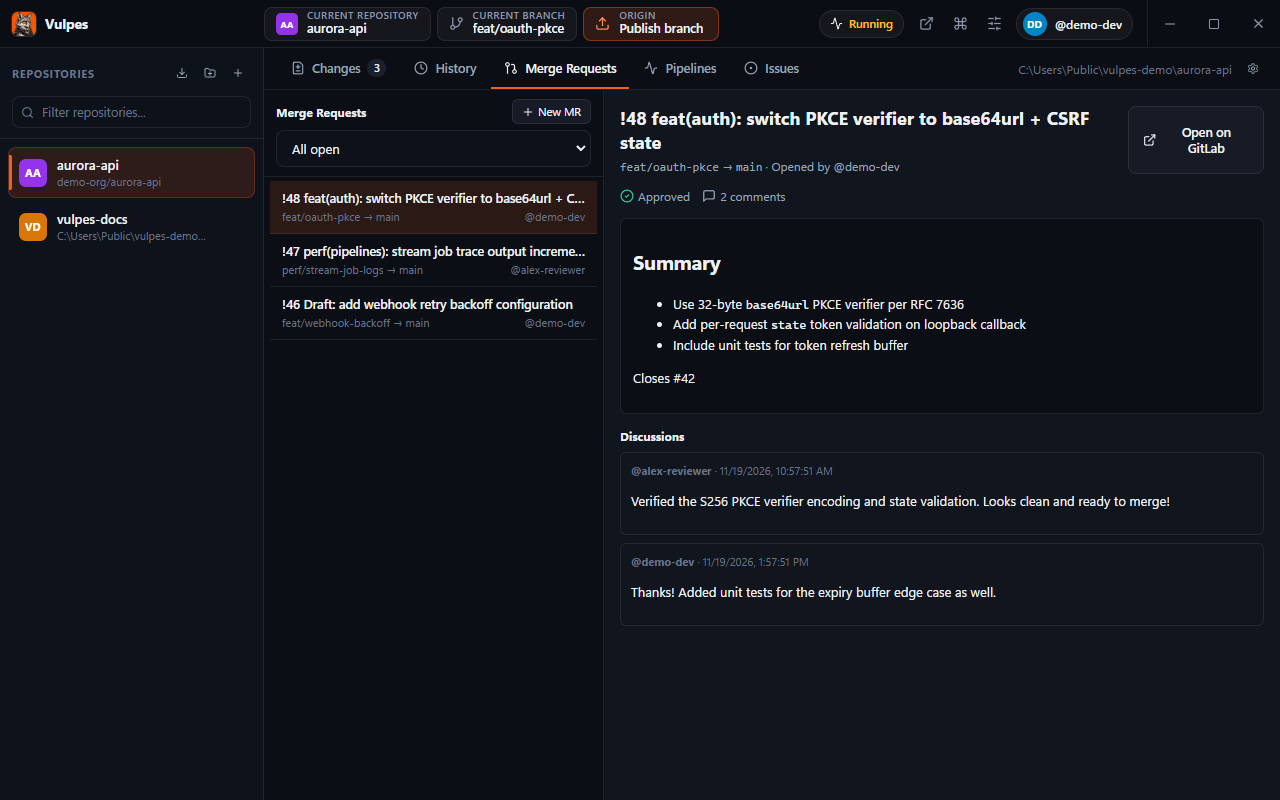 Vulpes
AA
CURRENT REPOSITORY
aurora-api
CURRENT BRANCH
feat/oauth-pkce
ORIGIN
Publish branch
Running
DD
@demo-dev
REPOSITORIES
Filter repositories...
AA
aurora-api
demo-org/aurora-api
VD
vulpes-docs
C:\Users\Public\vulpes-demo...
Changes 3
History
Merge Requests
Pipelines
Issues
C:\Users\Public\vulpes-demo\aurora-api
Merge Requests
New MR
All open
!48 feat(auth): switch PKCE verifier to base64url + C...
feat/oauth-pkce → main
@demo-dev
!47 perf(pipelines): stream job trace output increme...
perf/stream-job-logs → main
@alex-reviewer
!46 Draft: add webhook retry backoff configuration
feat/webhook-backoff → main
@demo-dev
!48 feat(auth): switch PKCE verifier to base64url + CSRF
state
feat/oauth-pkce → main · Opened by @demo-dev
Open on
GitLab
Approved
2 comments
Summary
• Use 32-byte base64url PKCE verifier per RFC 7636
• Add per-request state token validation on loopback callback
• Include unit tests for token refresh buffer
Closes #42
Discussions
@alex-reviewer · 11/19/2026, 10:57:51 AM
Verified the S256 PKCE verifier encoding and state validation. Looks clean and ready to merge!
@demo-dev · 11/19/2026, 1:57:51 PM
Thanks! Added unit tests for the expiry buffer edge case as well.